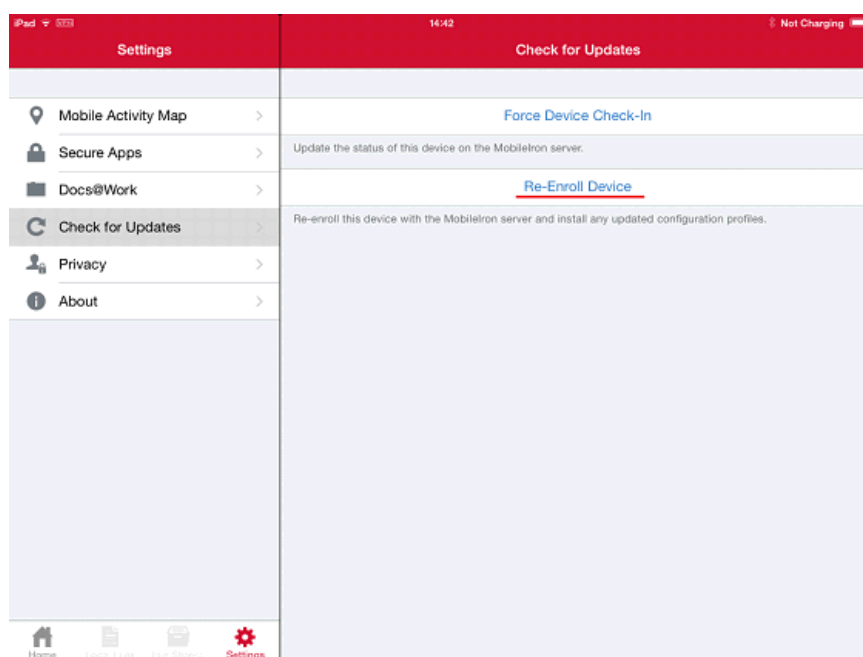 iPad VPN 14:42 Not Charging
Settings
Check for Updates
Mobile Activity Map
Secure Apps
Docs@Work
Check for Updates
Privacy
About
Force Device Check-In
Update the status of this device on the MobileIron server.
Re-Enroll Device
Re-enroll this device with the MobileIron server and install any updated configuration profiles.
Home
Settings